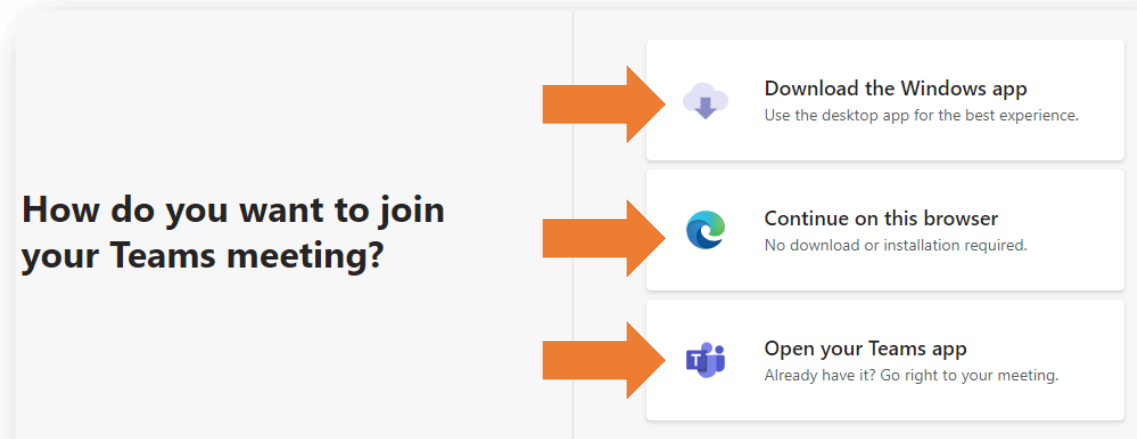 How do you want to join
your Teams meeting?
Download the Windows app
Use the desktop app for the best experience.
Continue on this browser
No download or installation required.
Open your Teams app
Already have it? Go right to your meeting.